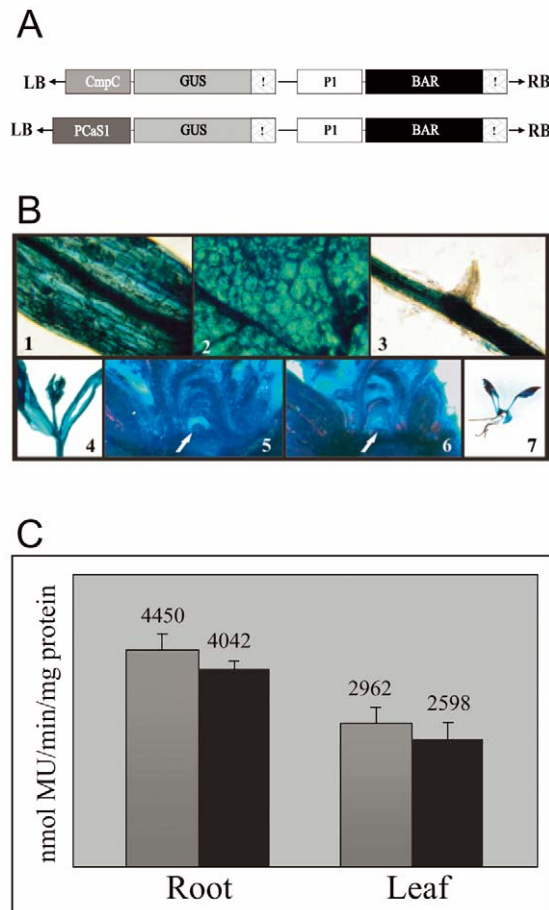 A
LB CmpC GUS ! P1 BAR ! RB
LB PCaS1 GUS ! P1 BAR ! RB
B
1 2 3
4 5 6 7
C
nmol MU/min/mg protein
4450 4042 2962 2598
Root Leaf